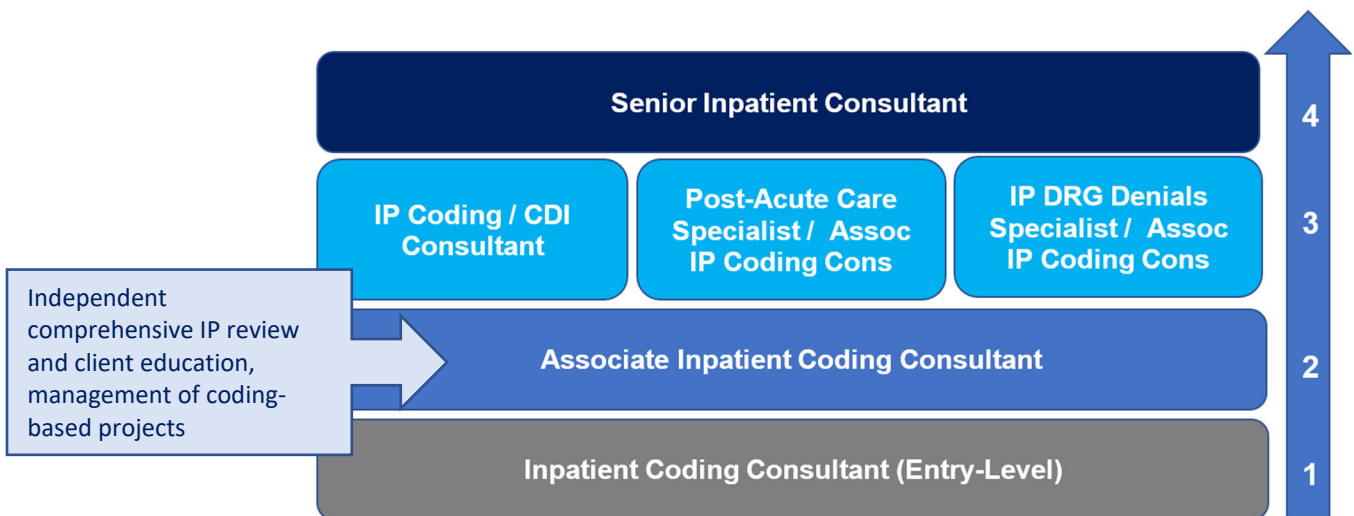 Senior Inpatient Consultant
4
IP Coding / CDI
Consultant
Post-Acute Care
Specialist / Assoc
IP Coding Cons
IP DRG Denials
Specialist / Assoc
IP Coding Cons
3
Independent
comprehensive IP review
and client education,
management of coding-
based projects
Associate Inpatient Coding Consultant
2
Inpatient Coding Consultant (Entry-Level)
1